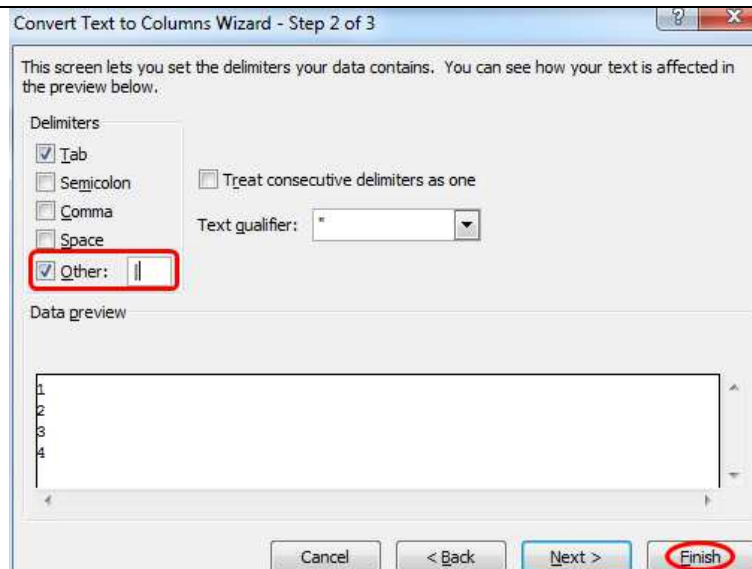 Convert Text to Columns Wizard - Step 2 of 3
This screen lets you set the delimiters your data contains. You can see how your text is affected in
the preview below.
Delimiters
Tab
Semicolon
Comma
Space
Other: |
Treat consecutive delimiters as one
Text qualifier: "
Data preview
1
2
3
4
Cancel
< Back
Next >
Finish